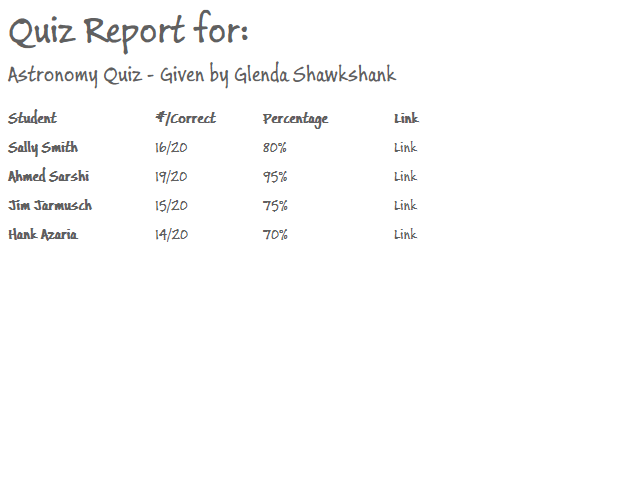 Quiz Report for:
Astronomy Quiz - Given by Glenda Shawkshank
Student #/Correct Percentage Link
Sally Smith 16/20 80% Link
Ahmed Sarshi 19/20 95% Link
Jim Jarmusch 15/20 75% Link
Hank Azaria 14/20 70% Link